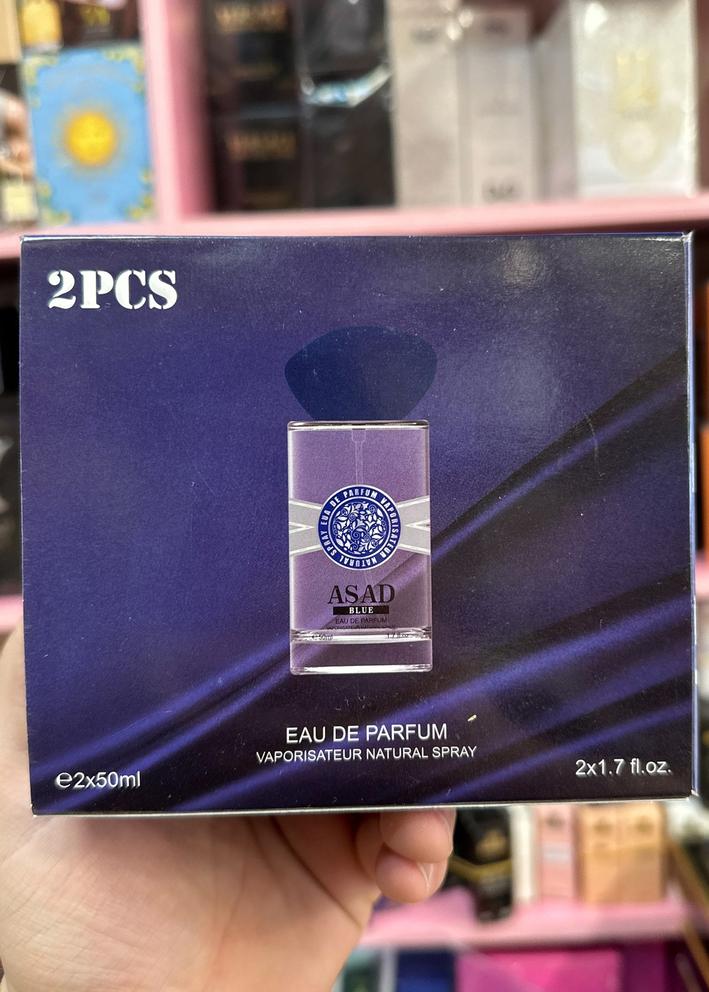 2PCS
EUA DE PARFUM VAPORISATEUR NATURAL SPRAY
ASAD
BLUE
EAU DE PARFUM
EAU DE PARFUM
VAPORISATEUR NATURAL SPRAY
℮2x50ml
2x1.7 fl.oz.